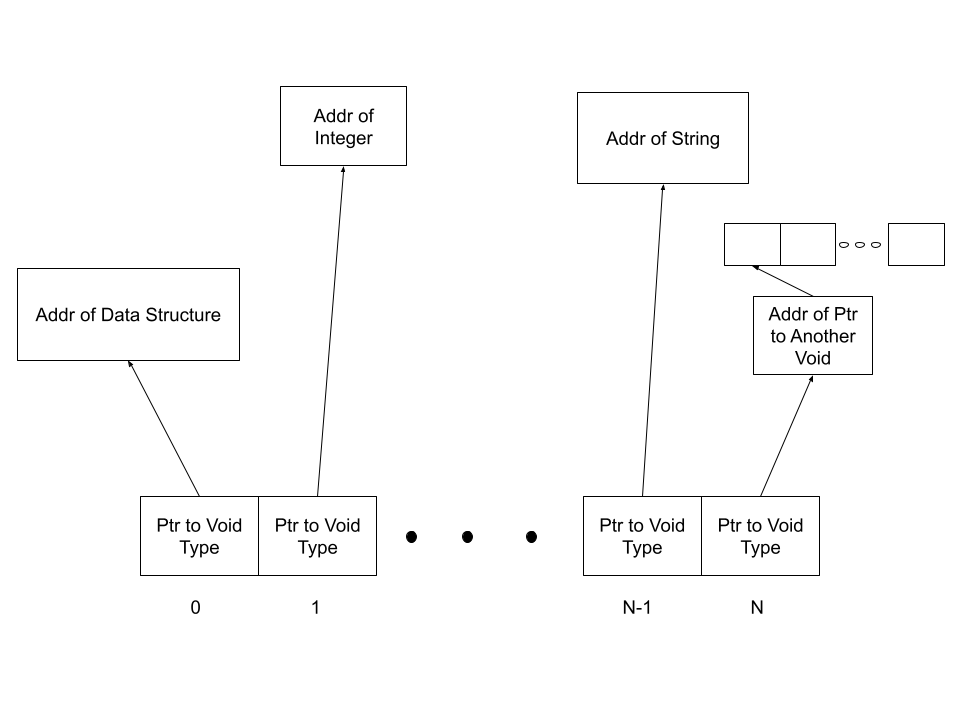 Addr of
Integer
Addr of String
Addr of Data Structure
Addr of Ptr
to Another
Void
Ptr to Void
Type
Ptr to Void
Type
Ptr to Void
Type
Ptr to Void
Type
0
1
N-1
N